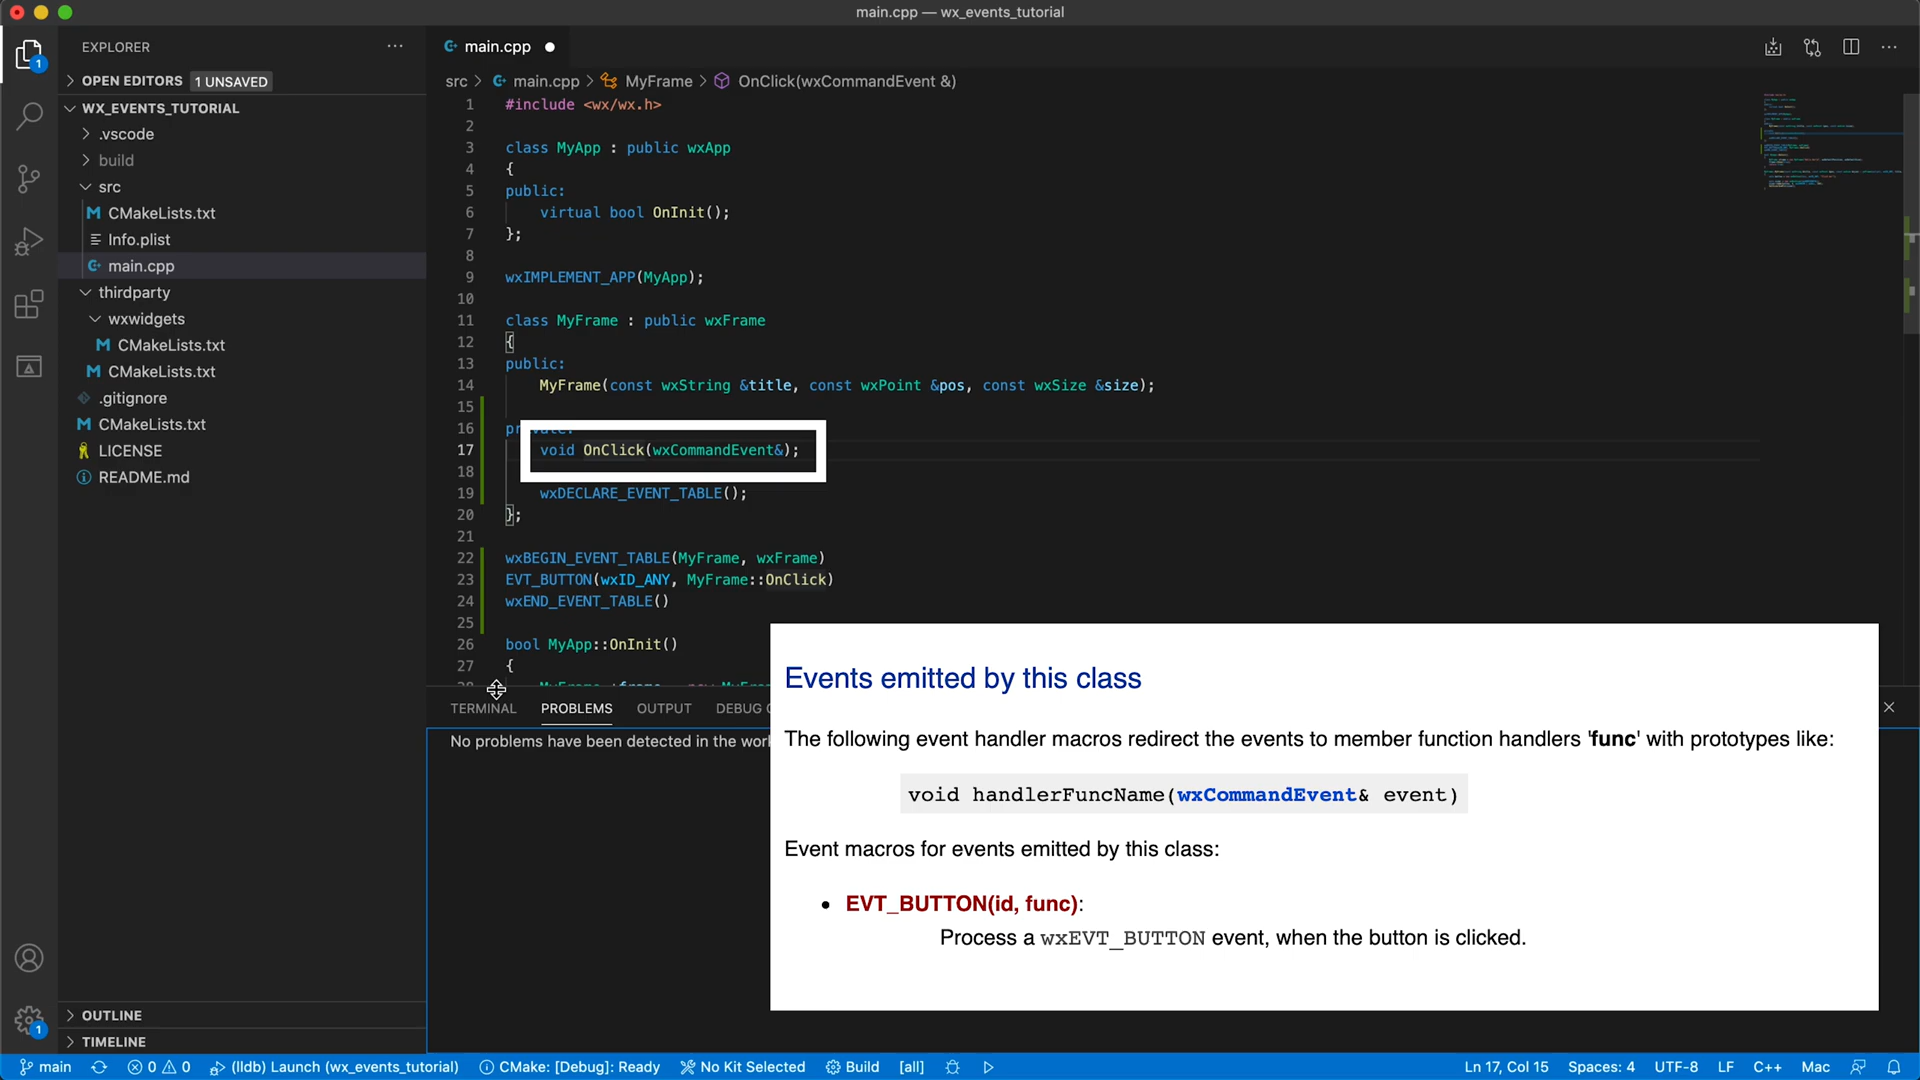 main.cpp — wx_events_tutorial
EXPLORER
main.cpp
1
OPEN EDITORS 1 UNSAVED
src > main.cpp > MyFrame > OnClick(wxCommandEvent &)
WX_EVENTS_TUTORIAL
.vscode
build
src
CMakeLists.txt
Info.plist
main.cpp
thirdparty
wxwidgets
CMakeLists.txt
CMakeLists.txt
.gitignore
CMakeLists.txt
LICENSE
README.md
OUTLINE
TIMELINE
1
1 #include <wx/wx.h>
2
3 class MyApp : public wxApp
4 {
5 public:
6 virtual bool OnInit();
7 };
8
9 wxIMPLEMENT_APP(MyApp);
10
11 class MyFrame : public wxFrame
12 {
13 public:
14 MyFrame(const wxString &title, const wxPoint &pos, const wxSize &size);
15
16 private:
17 void OnClick(wxCommandEvent&);
18
19 wxDECLARE_EVENT_TABLE();
20 };
21
22 wxBEGIN_EVENT_TABLE(MyFrame, wxFrame)
23 EVT_BUTTON(wxID_ANY, MyFrame::OnClick)
24 wxEND_EVENT_TABLE()
25
26 bool MyApp::OnInit()
27 {
TERMINAL PROBLEMS OUTPUT DEBUG
No problems have been detected in the
Events emitted by this class
The following event handler macros redirect the events to member function handlers 'func' with prototypes like:
void handlerFuncName(wxCommandEvent& event)
Event macros for events emitted by this class:
• EVT_BUTTON(id, func):
Process a wxEVT_BUTTON event, when the button is clicked.
main 0 0 (lldb) Launch (wx_events_tutorial) CMake: [Debug]: Ready No Kit Selected Build [all] Ln 17, Col 15 Spaces: 4 UTF-8 LF C++ Mac